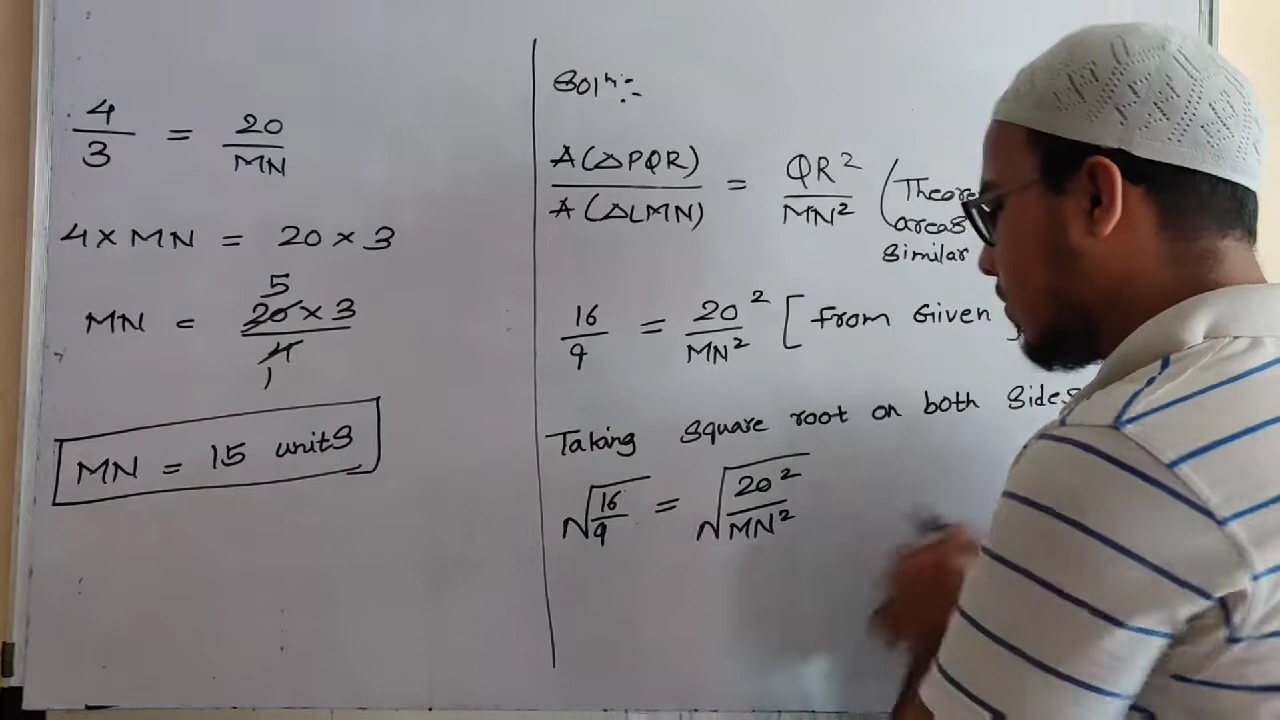 4/3 = 20/MN
4 × MN = 20 × 3
5
MN = 20 × 3 / 4
1
MN = 15 units
Solⁿ:-
A(△PQR)/A(△LMN) = QR²/MN² (
areas
similar
16/9 = 20²/MN² [From Given
Taking square root on both sides
√16/9 = √20²/MN²